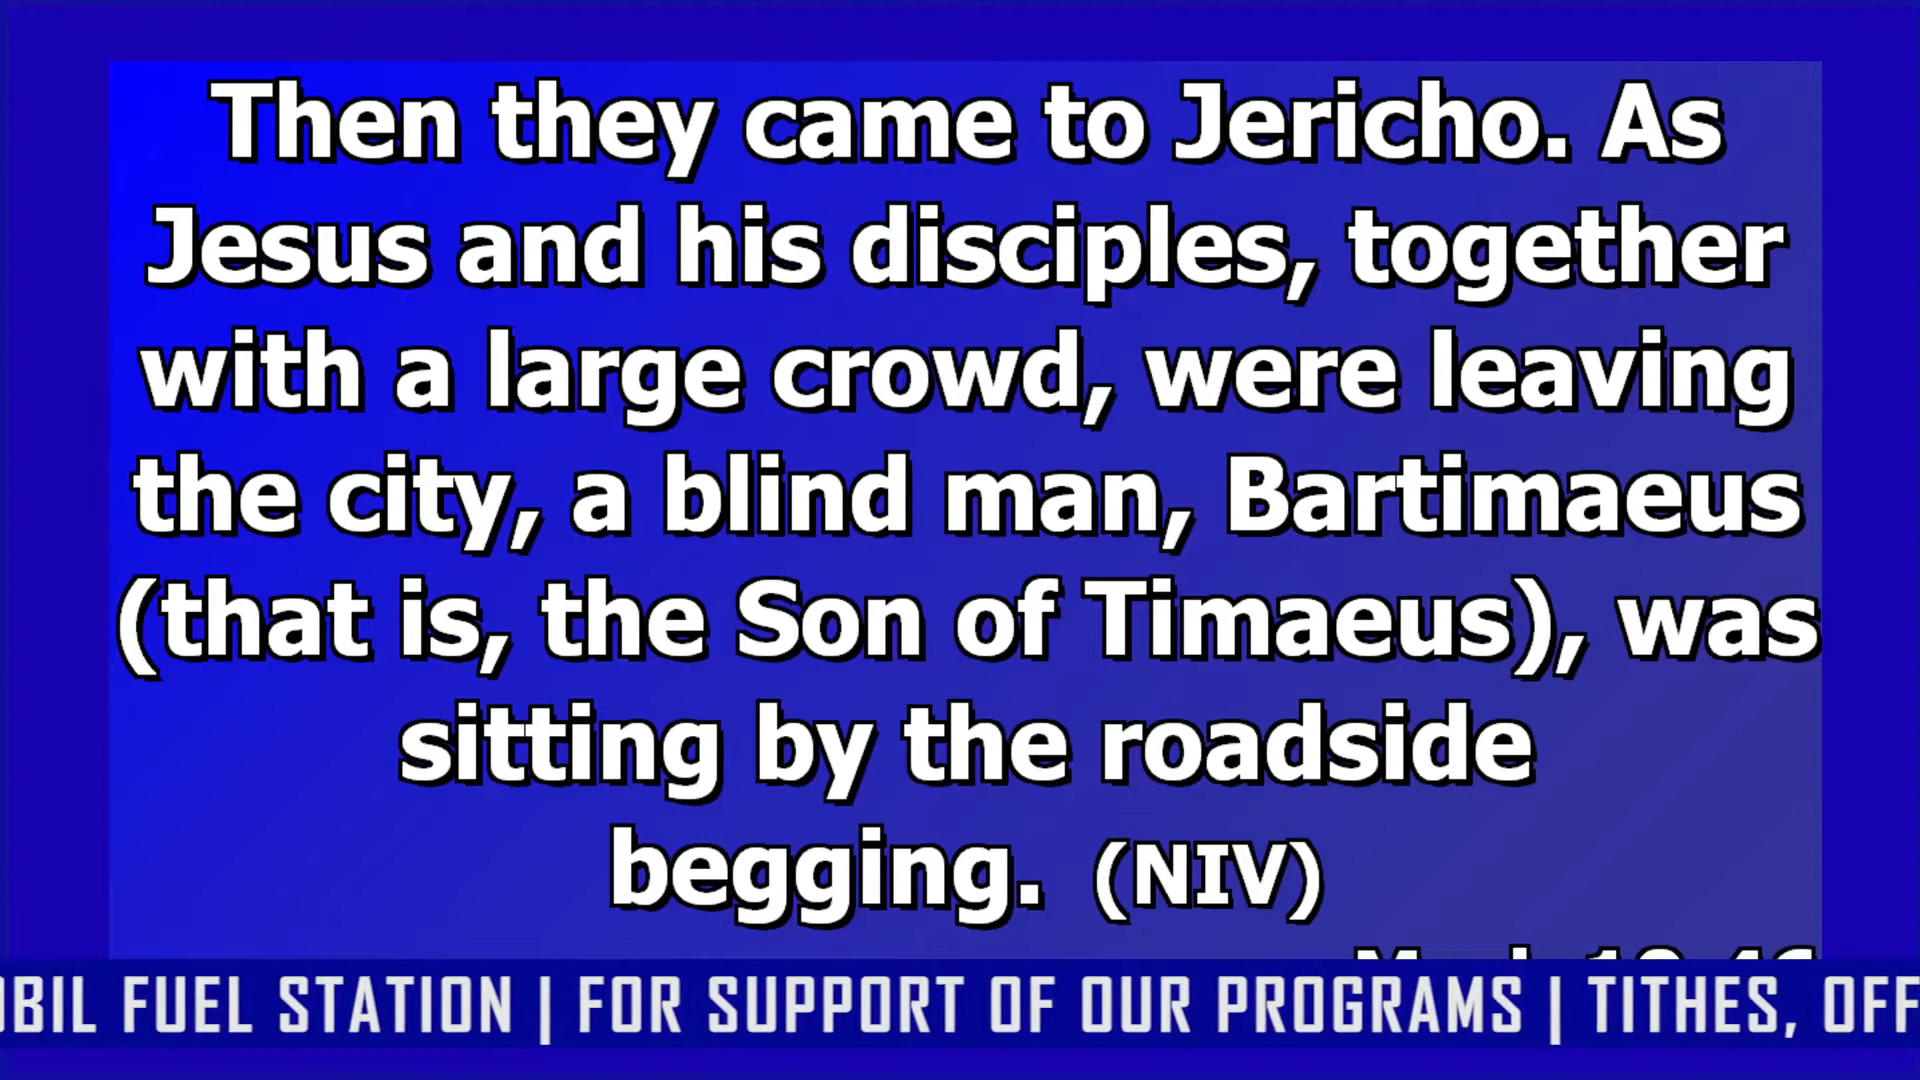 Then they came to Jericho. As
Jesus and his disciples, together
with a large crowd, were leaving
the city, a blind man, Bartimaeus
(that is, the Son of Timaeus), was
sitting by the roadside
begging. (NIV)
OBIL FUEL STATION | FOR SUPPORT OF OUR PROGRAMS | TITHES, OFF